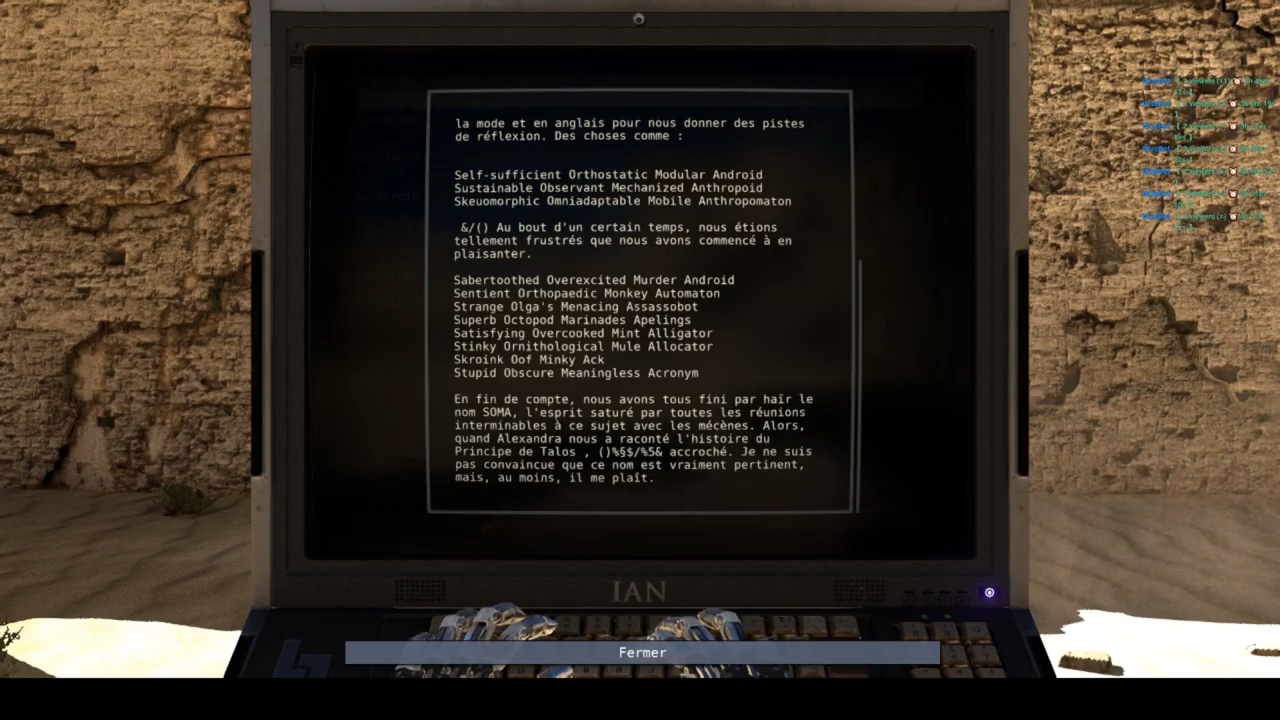 la mode et en anglais pour nous donner des pistes
de réflexion. Des choses comme :
Self-sufficient Orthostatic Modular Android
Sustainable Observant Mechanized Anthropoid
Skeuomorphic Omniadaptable Mobile Anthropomaton
&/() Au bout d'un certain temps, nous étions
tellement frustrés que nous avons commencé à en
plaisanter.
Sabertoothed Overexcited Murder Android
Sentient Orthopaedic Monkey Automaton
Strange Olga's Menacing Assassobot
Superb Octopod Marinades Apelings
Satisfying Overcooked Mint Alligator
Stinky Ornithological Mule Allocator
Skroink Oof Minky Ack
Stupid Obscure Meaningless Acronym
En fin de compte, nous avons tous fini par haïr le
nom SOMA, l'esprit saturé par toutes les réunions
interminables à ce sujet avec les mécènes. Alors,
quand Alexandra nous a raconté l'histoire du
Principe de Talos , ()%§$/%5& accroché. Je ne suis
pas convaincue que ce nom est vraiment pertinent,
mais, au moins, il me plaît.
IAN
Fermer